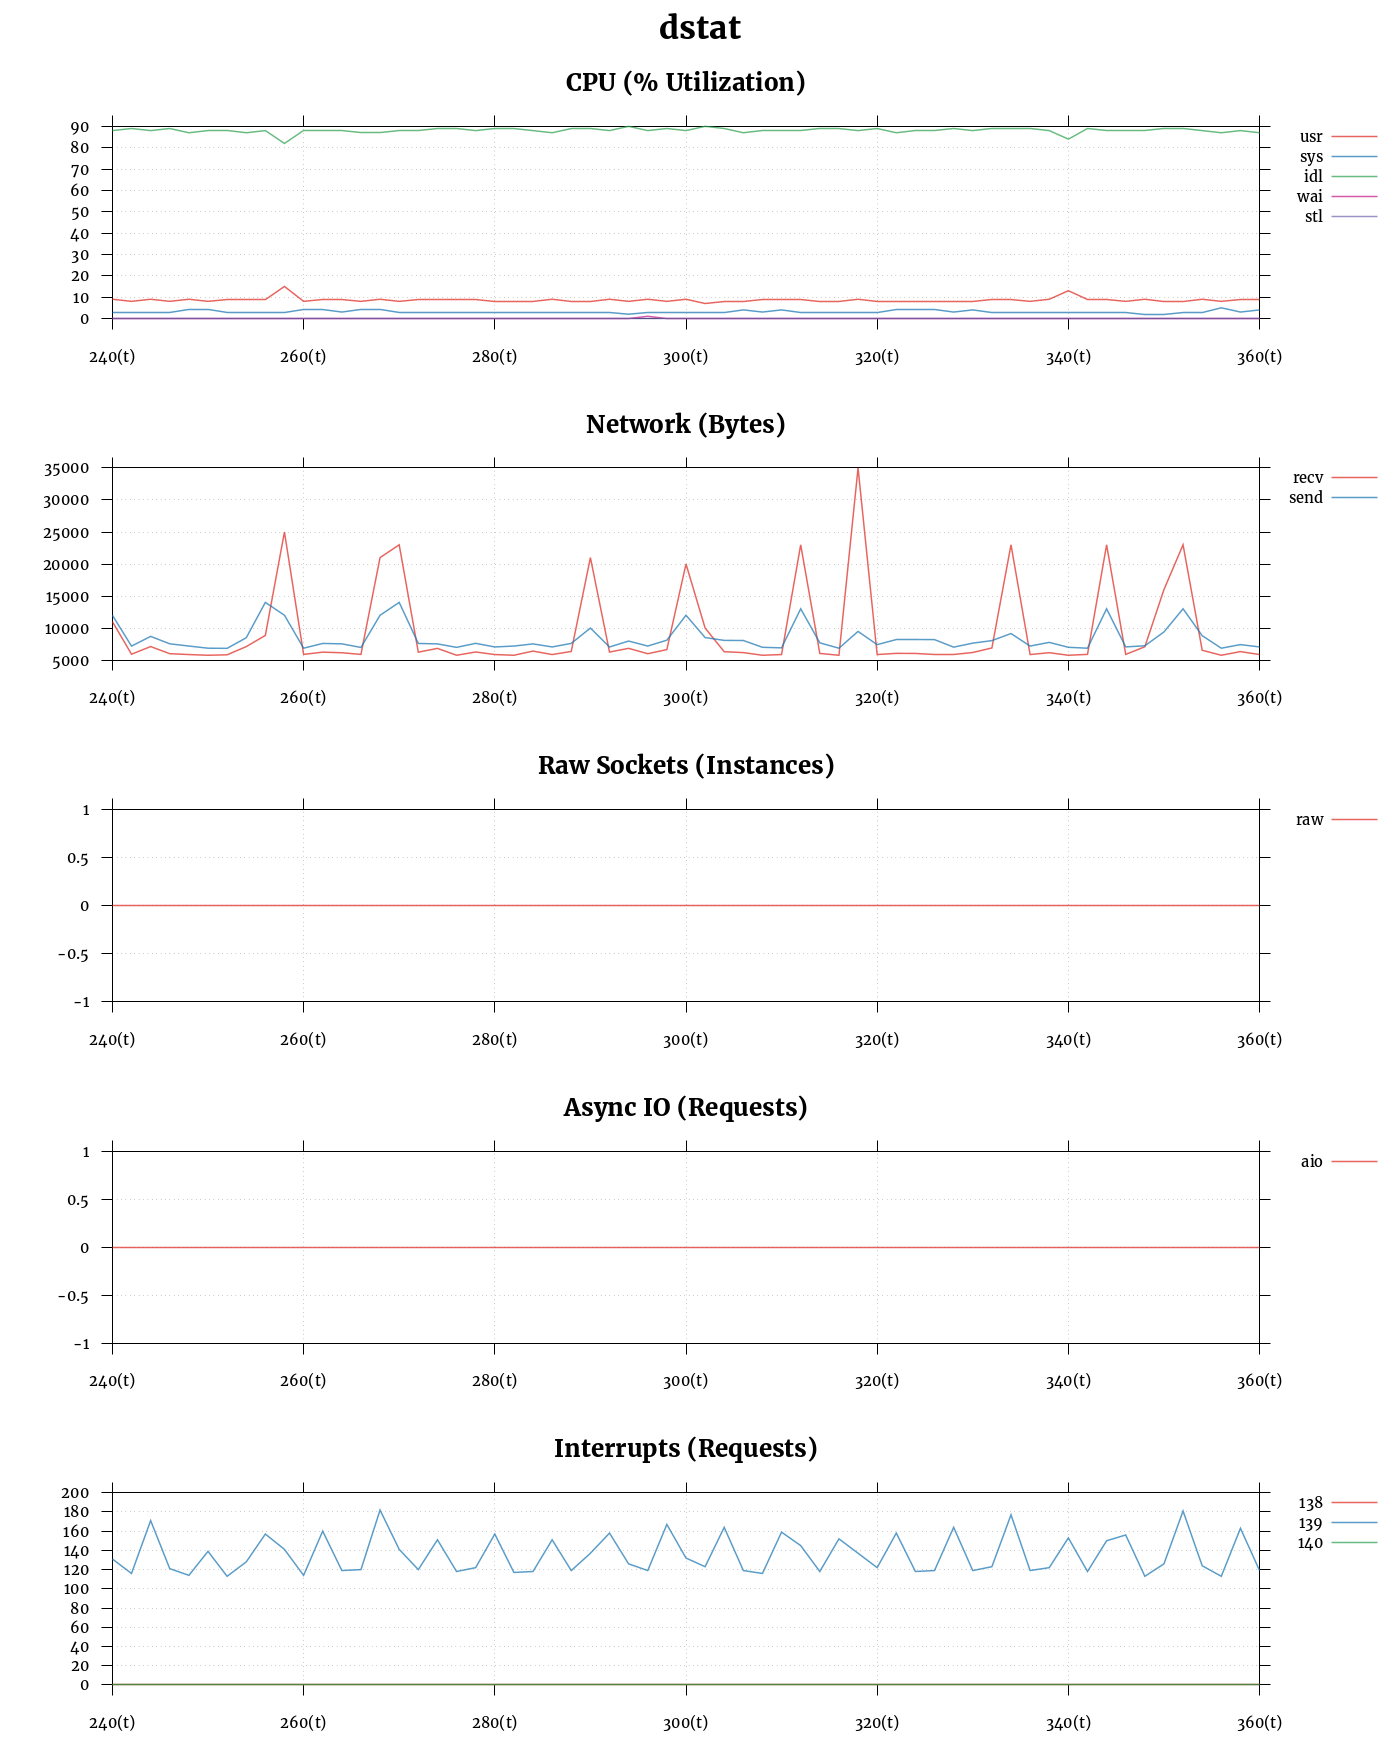 dstat
CPU (% Utilization)
90
80
70
60
50
40
30
20
10
0
usr
sys
idl
wai
stl
240(t) 260(t) 280(t) 300(t) 320(t) 340(t) 360(t)
Network (Bytes)
35000
30000
25000
20000
15000
10000
5000
recv
send
240(t) 260(t) 280(t) 300(t) 320(t) 340(t) 360(t)
Raw Sockets (Instances)
1
0.5
0
-0.5
-1
raw
240(t) 260(t) 280(t) 300(t) 320(t) 340(t) 360(t)
Async IO (Requests)
1
0.5
0
-0.5
-1
aio
240(t) 260(t) 280(t) 300(t) 320(t) 340(t) 360(t)
Interrupts (Requests)
200
180
160
140
120
100
80
60
40
20
0
138
139
140
240(t) 260(t) 280(t) 300(t) 320(t) 340(t) 360(t)